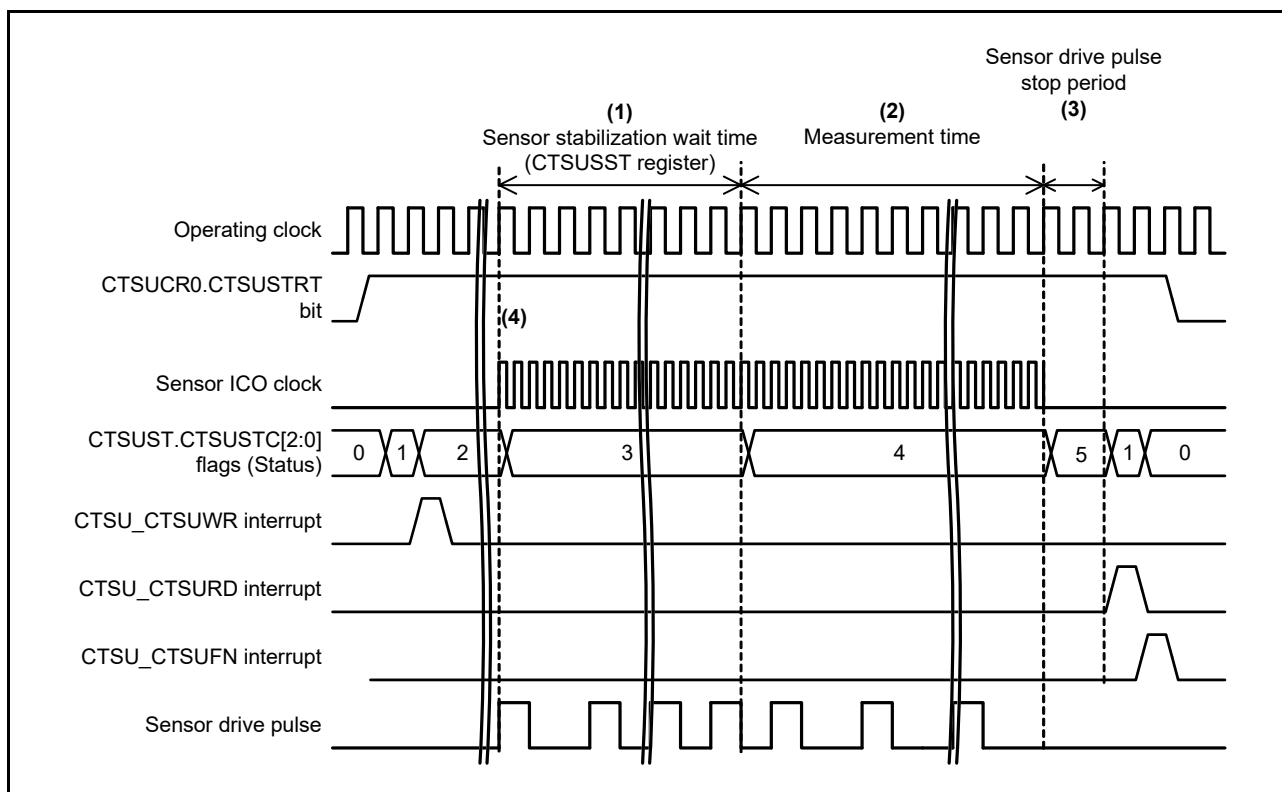 Sensor drive pulse
stop period
(3)
(1)
Sensor stabilization wait time
(CTSUSST register)
(2)
Measurement time
Operating clock
CTSUCR0.CTSUSTRT
bit
(4)
Sensor ICO clock
CTSUST.CTSUSTC[2:0]
flags (Status)
0 1 2 3 4 5 1 0
CTSU_CTSUWR interrupt
CTSU_CTSURD interrupt
CTSU_CTSUFN interrupt
Sensor drive pulse